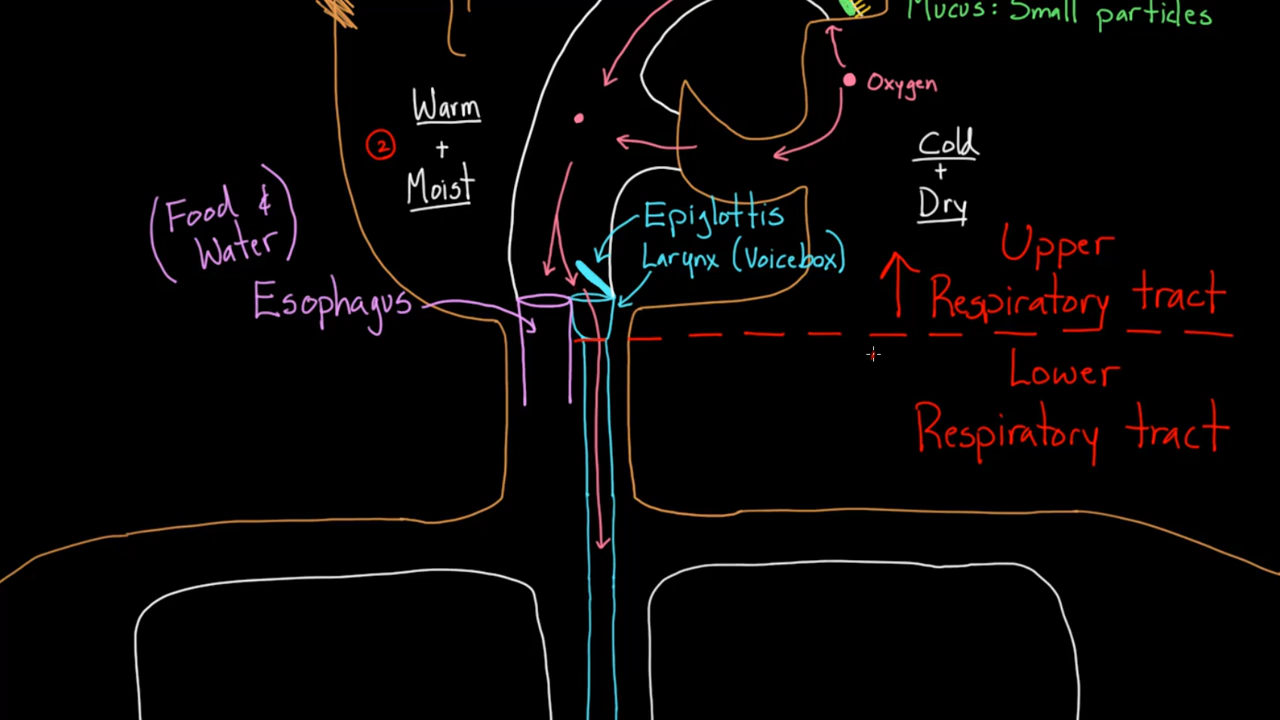 Mucus: Small particles
Oxygen
Warm
+
Moist
2
Cold
+
Dry
(Food &
Water)
Esophagus
Epiglottis
Larynx (Voicebox)
Upper
Respiratory tract
Lower
Respiratory tract